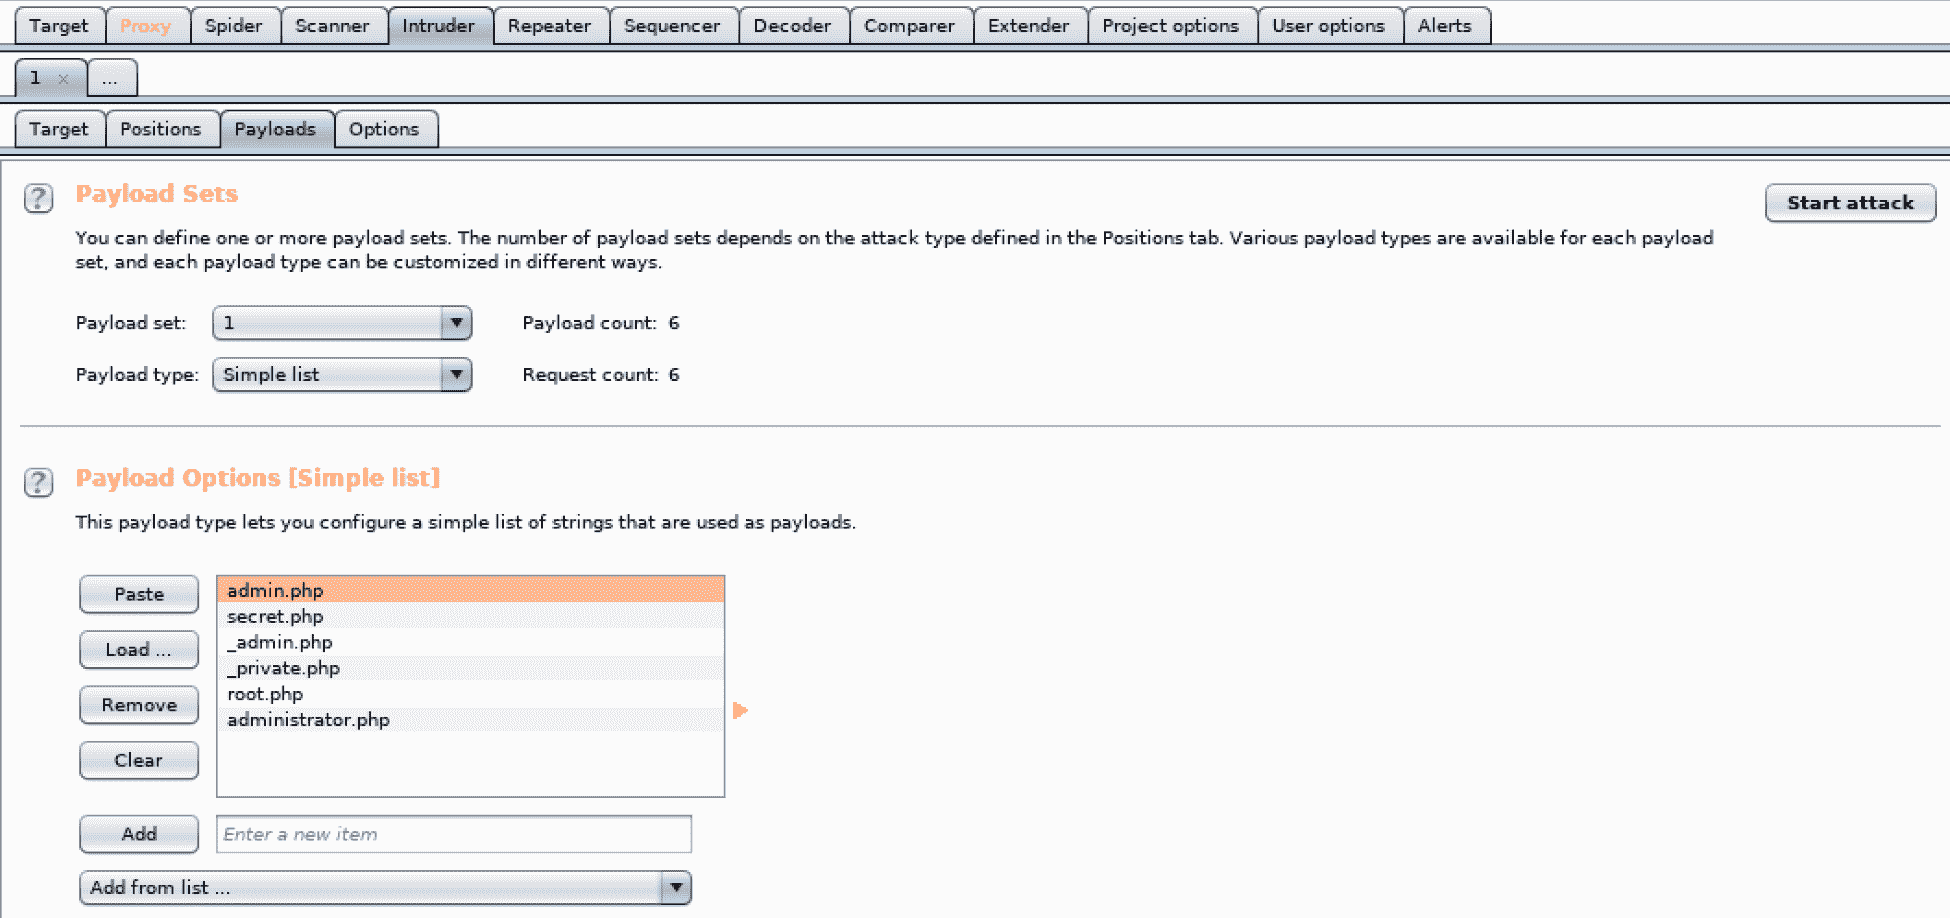 Target Proxy Spider Scanner Intruder Repeater Sequencer Decoder Comparer Extender Project options User options Alerts
1 × ...
Target Positions Payloads Options
? Payload Sets
Start attack
You can define one or more payload sets. The number of payload sets depends on the attack type defined in the Positions tab. Various payload types are available for each payload
set, and each payload type can be customized in different ways.
Payload set: 1 Payload count: 6
Payload type: Simple list Request count: 6
? Payload Options [Simple list]
This payload type lets you configure a simple list of strings that are used as payloads.
Paste
Load ...
Remove
Clear
admin.php
secret.php
_admin.php
_private.php
root.php
administrator.php
Add Enter a new item
Add from list ...